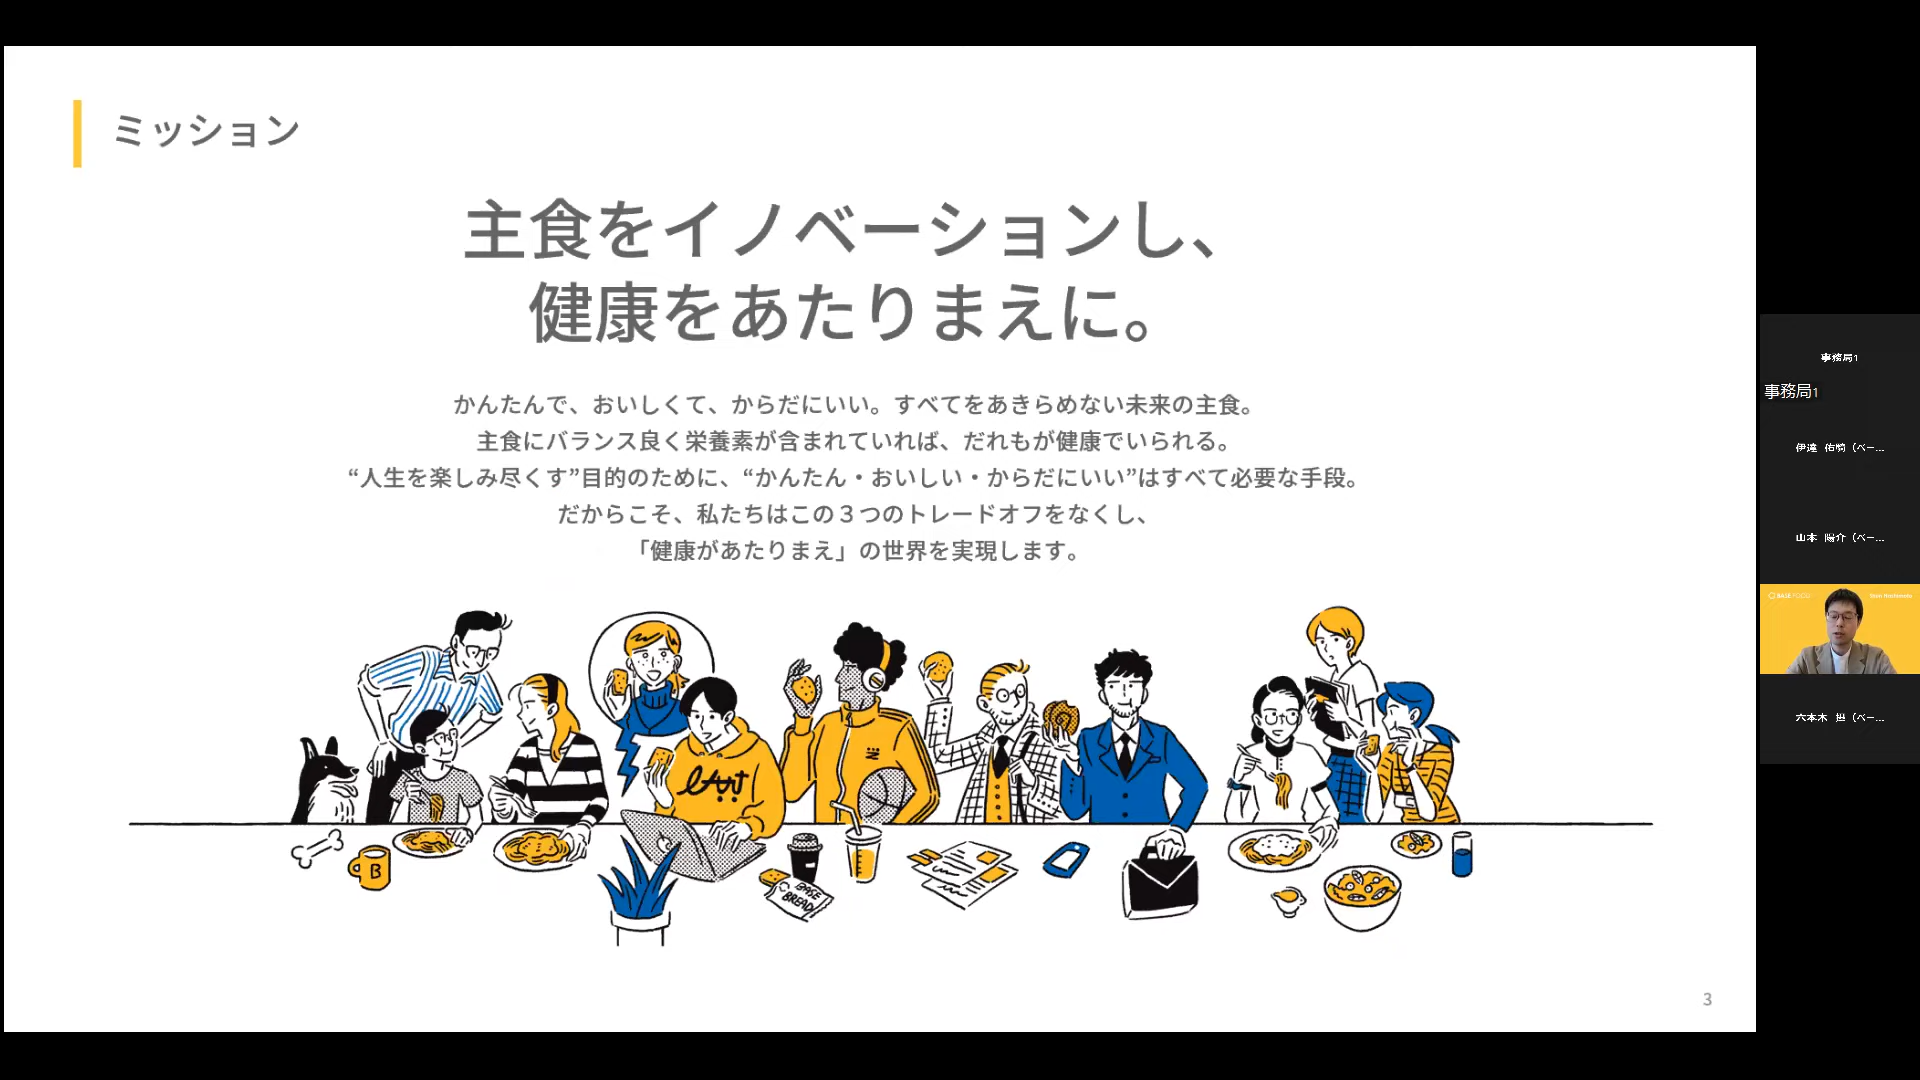 ミッション
主食をイノベーションし、
健康をあたりまえに。
かんたんで、おいしくて、からだにいい。すべてをあきらめない未来の主食。
主食にバランス良く栄養素が含まれていれば、だれもが健康でいられる。
“人生を楽しみ尽くす”目的のために、“かんたん・おいしい・からだにいい”はすべて必要な手段。
だからこそ、私たちはこの３つのトレードオフをなくし、
「健康があたりまえ」の世界を実現します。
B
BASE
BREAD
3
事務局1
事務局1
伊達 佑騎（ベー...
山本 陽介（ベー...
BASE FOOD
六本木 
（ベー...